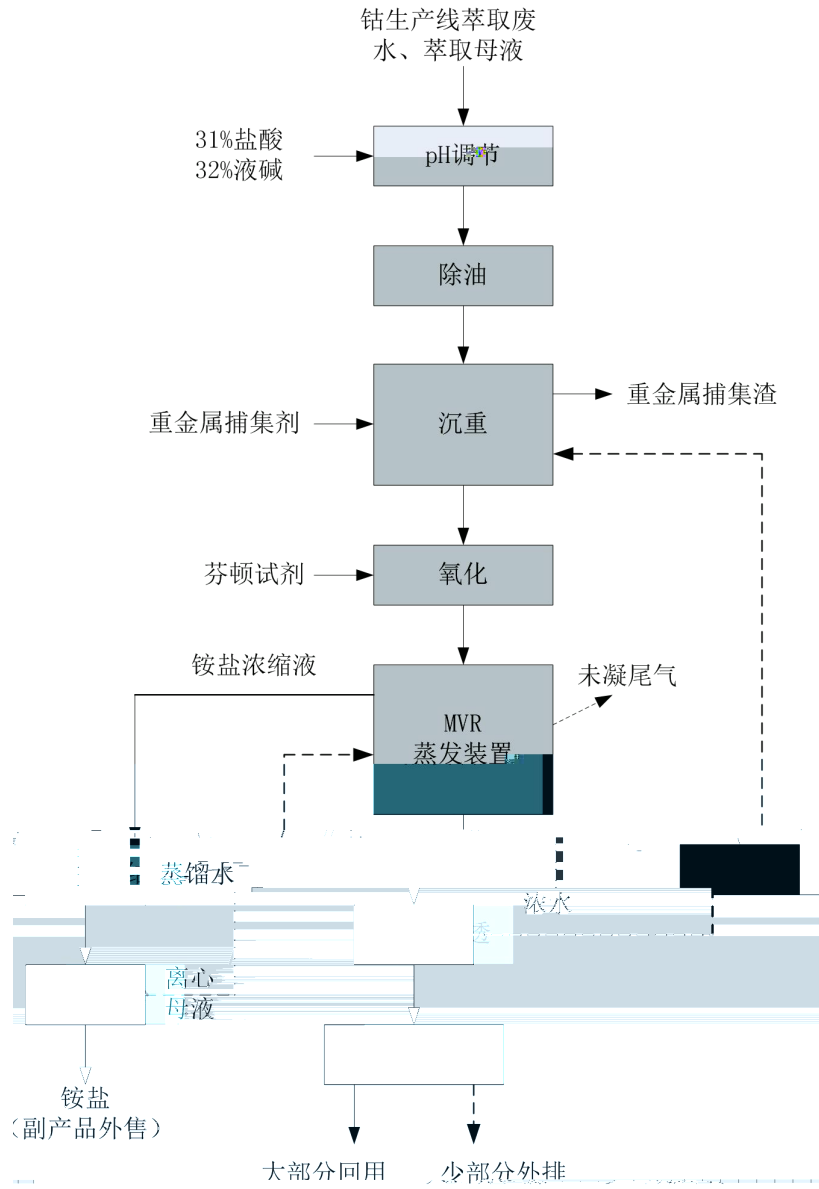 钴生产线萃取废
水、萃取母液
31%盐酸
32%液碱
pH调节
除油
沉重
重金属捕集剂
重金属捕集渣
芬顿试剂
氧化
铵盐浓缩液
未凝尾气
MVR
蒸发装置
蒸馏水
浓水
透
离心
母液
铵盐
(副产品外售)
大部分回用
少部分外排